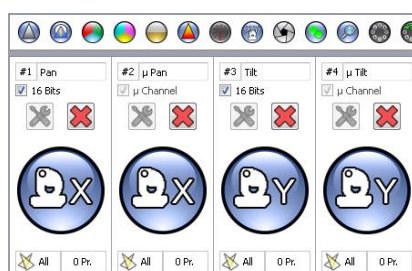 #1 Pan #2 µ Pan #3 Tilt #4 µ Tilt
16 Bits µ Channel 16 Bits µ Channel
X X Y Y
All 0 Pr. All 0 Pr. All 0 Pr. All 0 Pr.